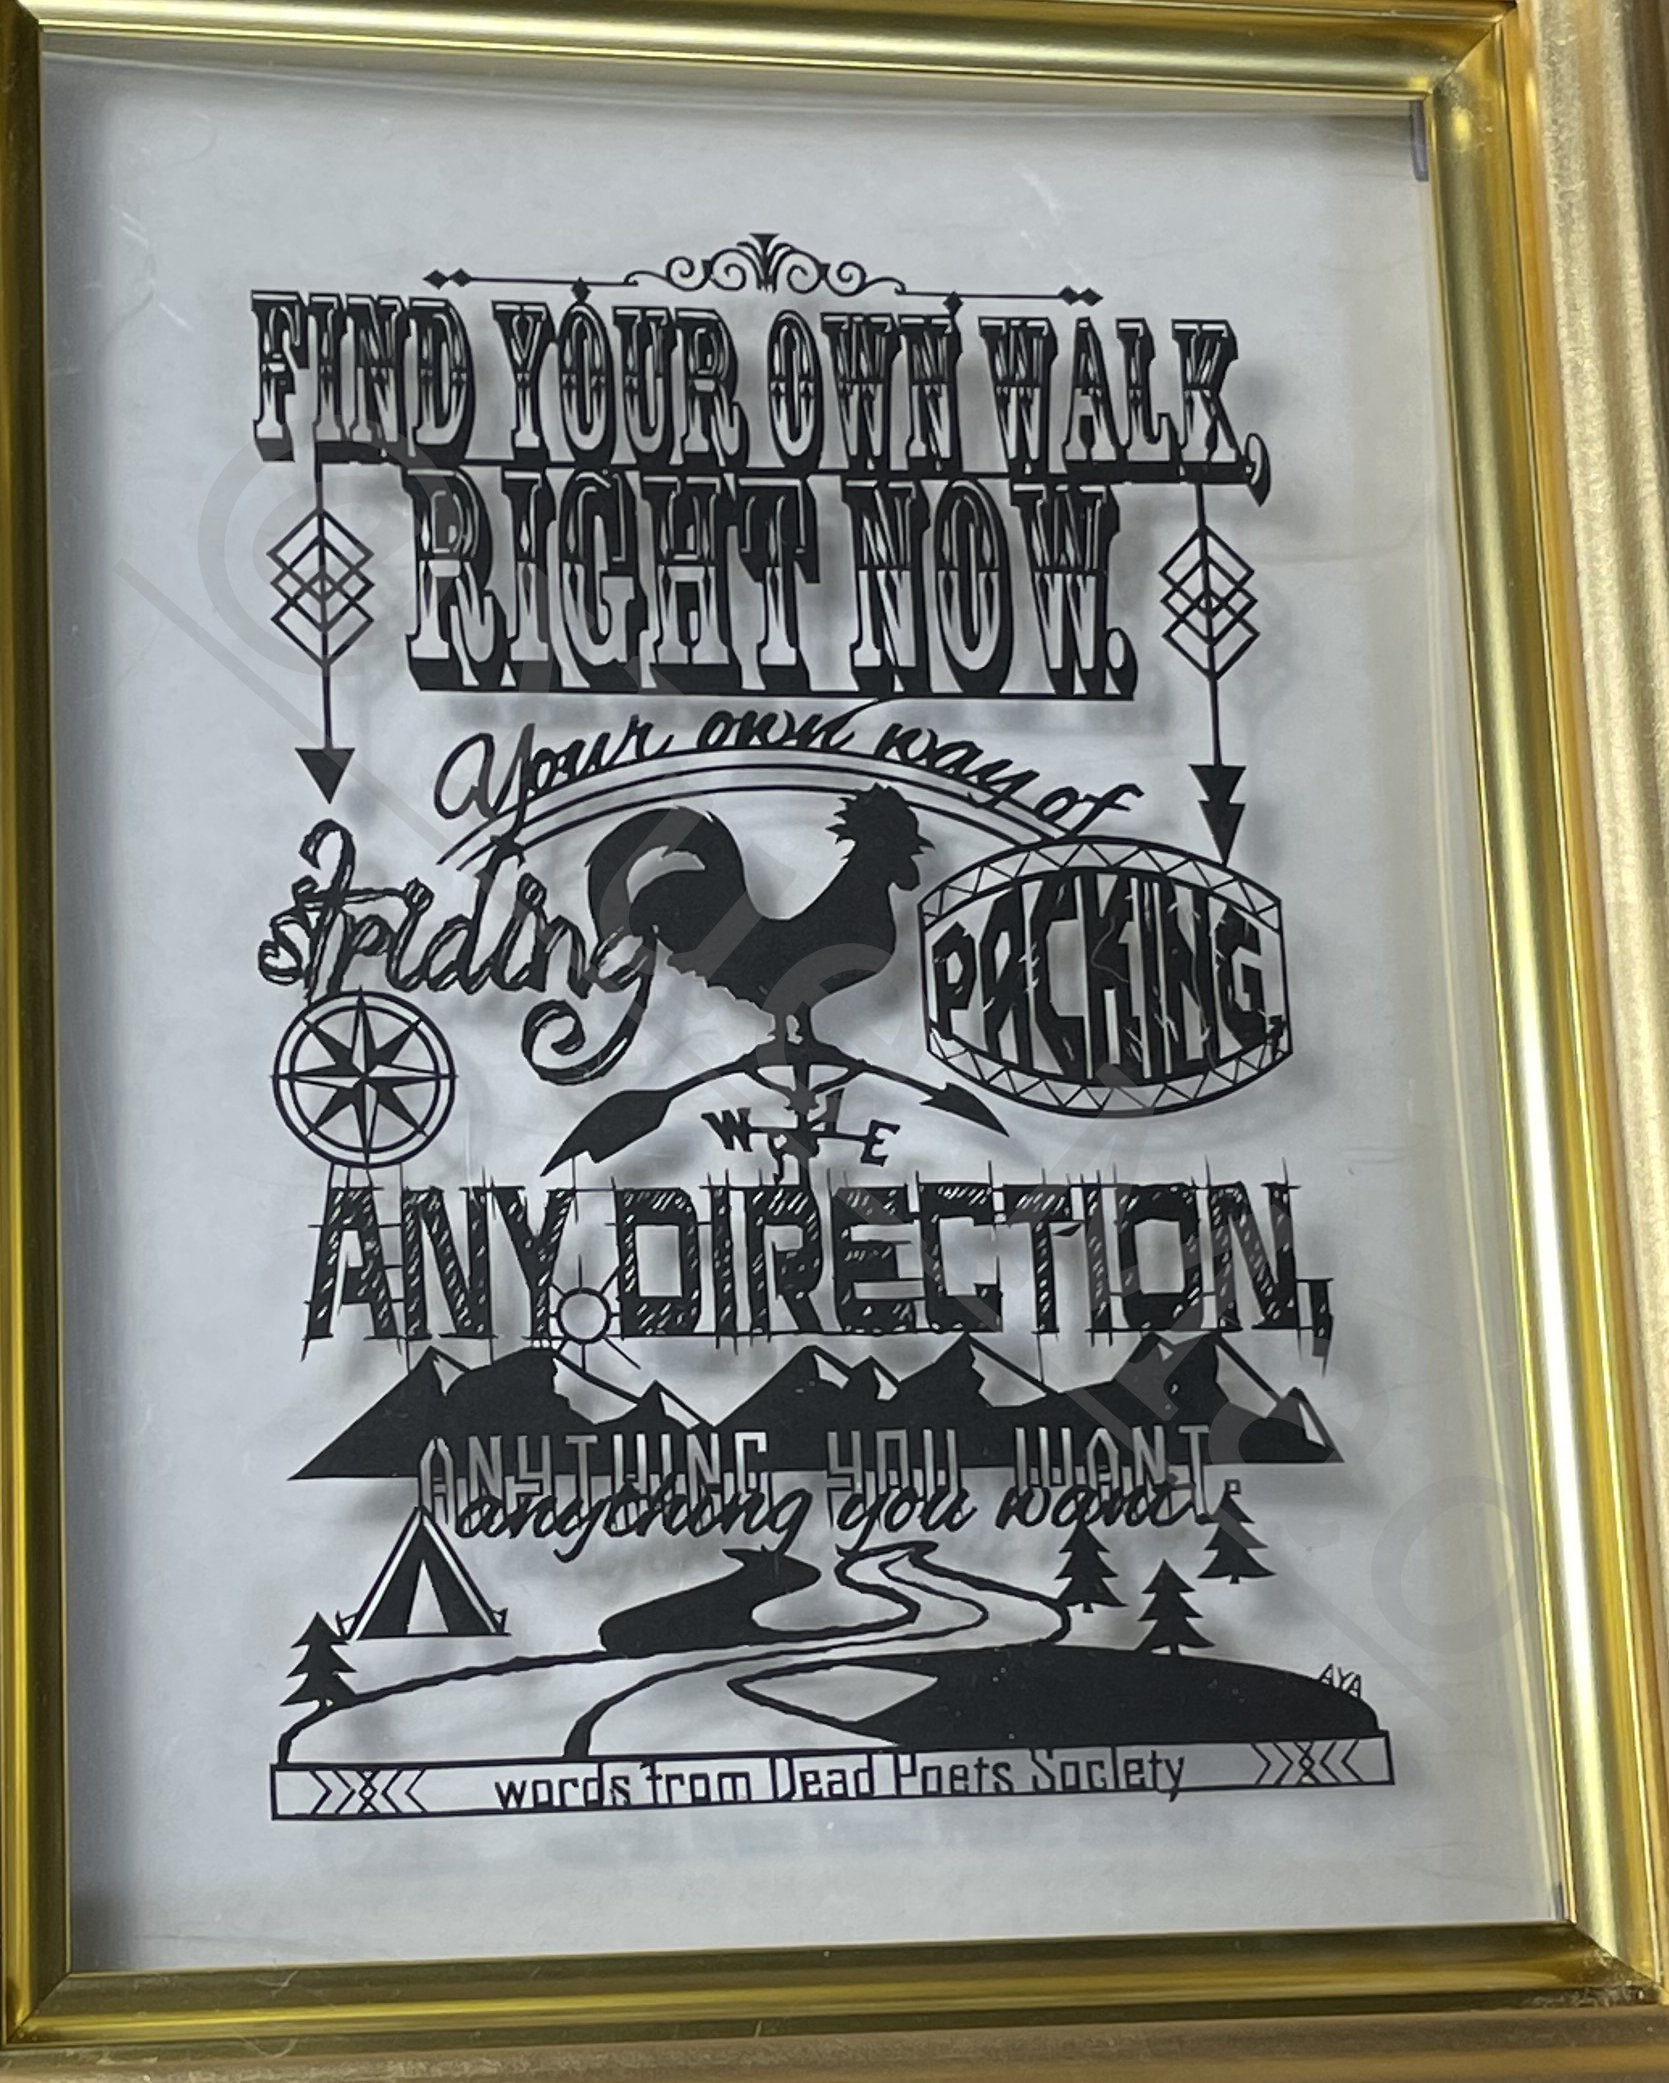 FIND YOUR OWN WALK,
RIGHT NOW.
your own way of
striding
PACKING,
W E
ANY DIRECTION,
ANYTHING YOU WANT.
anything you want.
AYA
words from Dead Poets Society